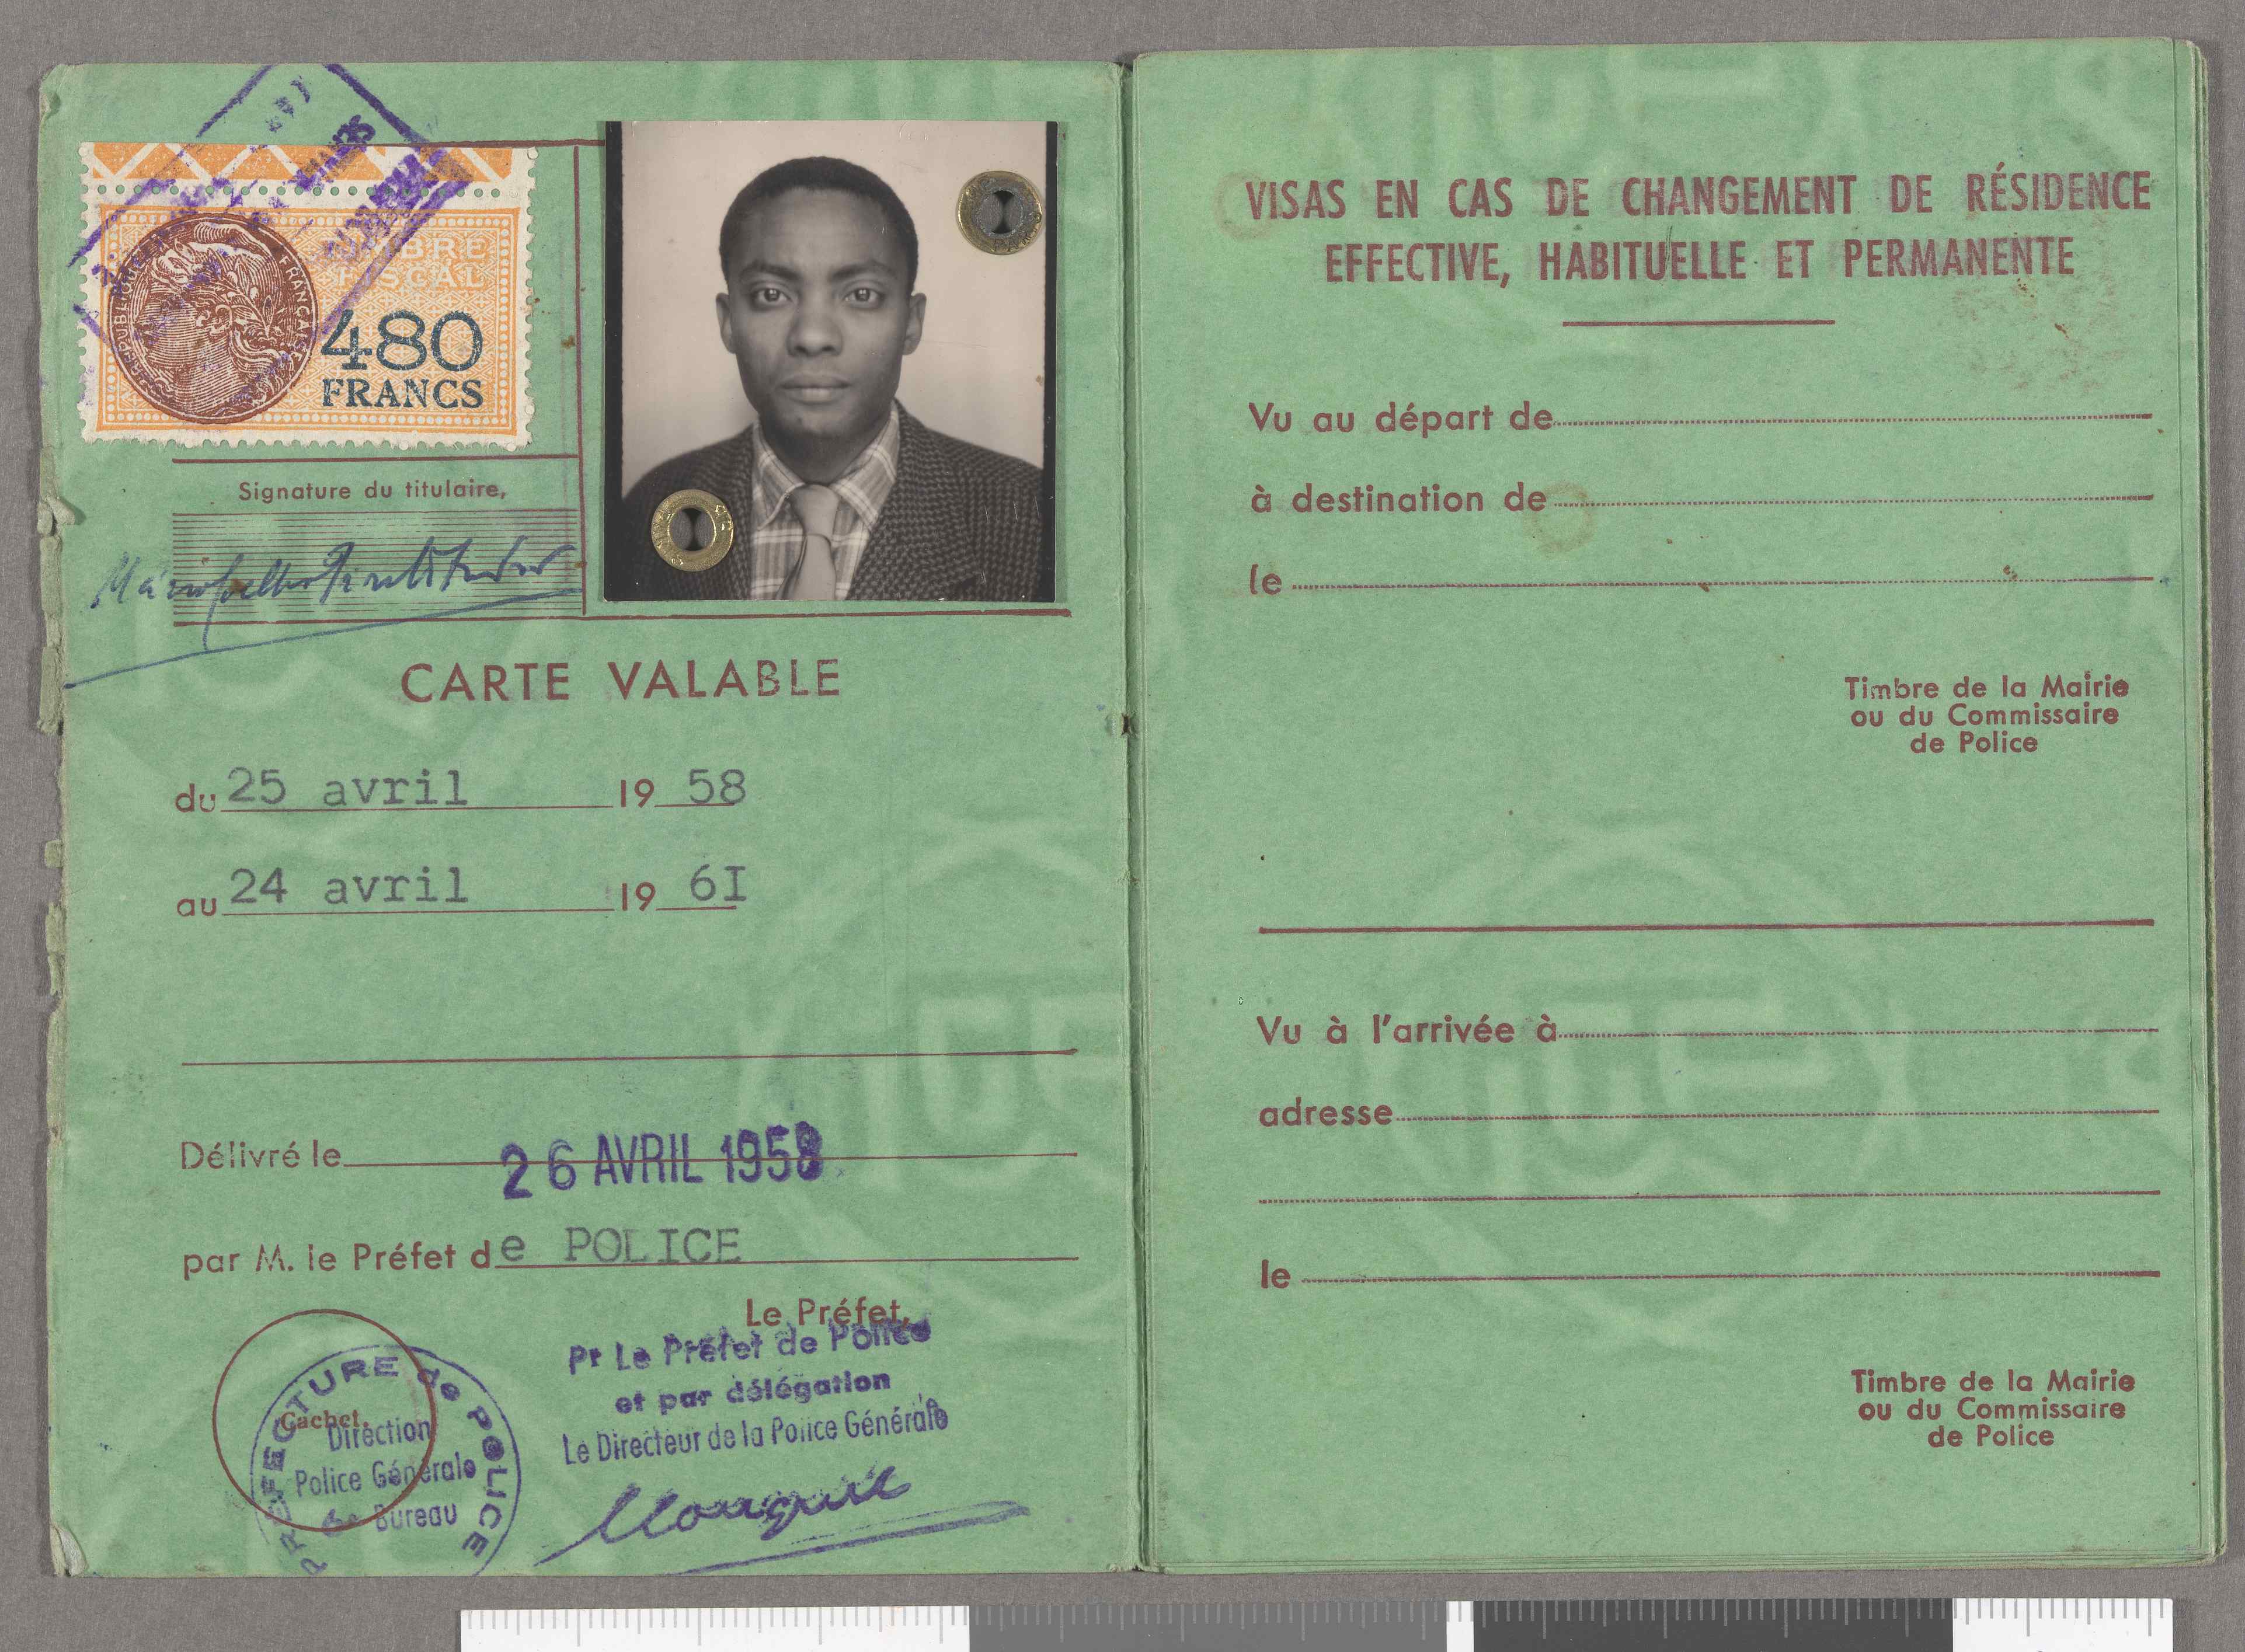 TIMBRE
FISCAL
RÉPUBLIQUE FRANÇAISE
480
FRANCS
Signature du titulaire,
CARTE VALABLE
du 25 avril 19 58
au 24 avril 19 6I
Délivré le 26 AVRIL 1958
par M. le Préfet de POLICE
Le Préfet,
Pr Le Préfet de Police
et par délégation
Le Directeur de la Police Générale
PRÉFECTURE de POLICE
Cachet.
Direction
Police Générale
Bureau
VISAS EN CAS DE CHANGEMENT DE RÉSIDENCE
EFFECTIVE, HABITUELLE ET PERMANENTE
Vu au départ de
à destination de
le
Timbre de la Mairie
ou du Commissaire
de Police
Vu à l'arrivée à
adresse
le
Timbre de la Mairie
ou du Commissaire
de Police